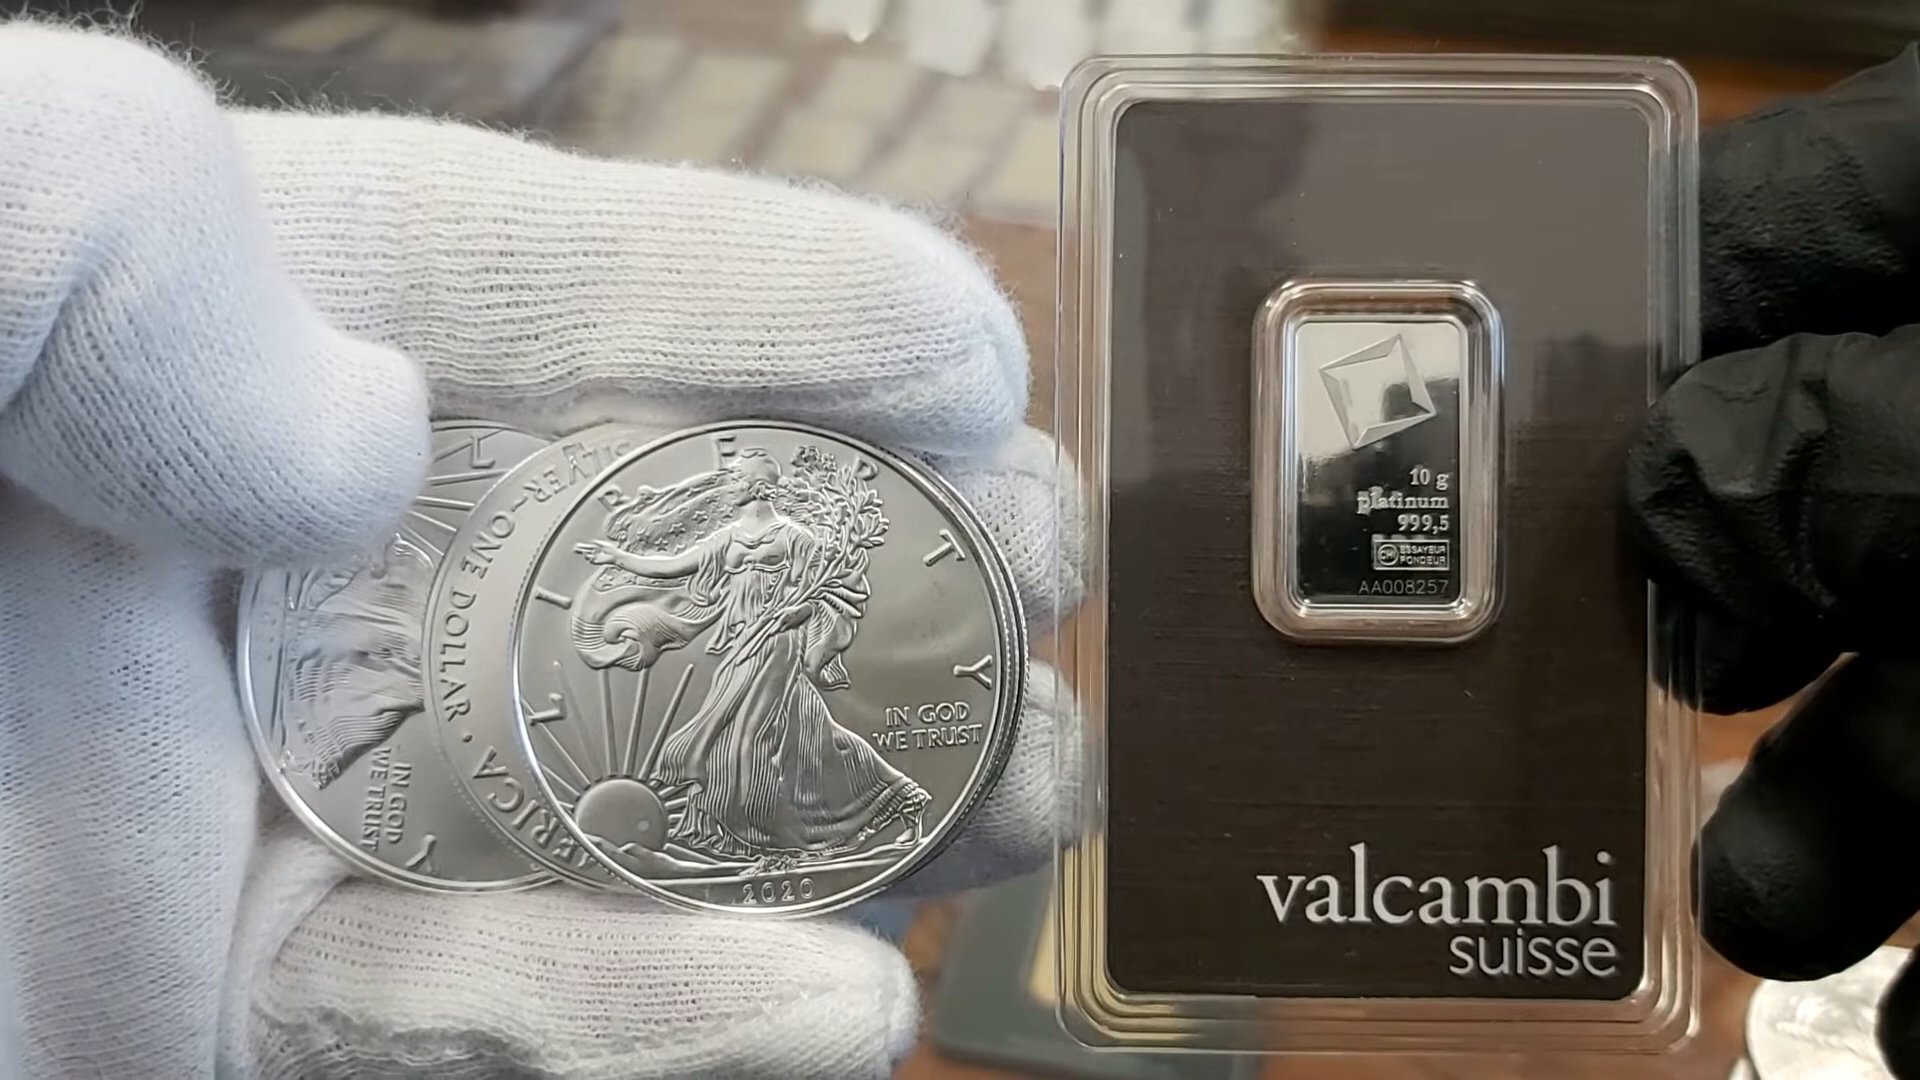 LIBERTY
IN GOD
WE TRUST
2020
SILVER–ONE DOLLAR
IN GOD
WE TRUST
Y
10 g
platinum
999,5
CHI ESSAYEUR
FONDEUR
AA008257
valcambi
suisse